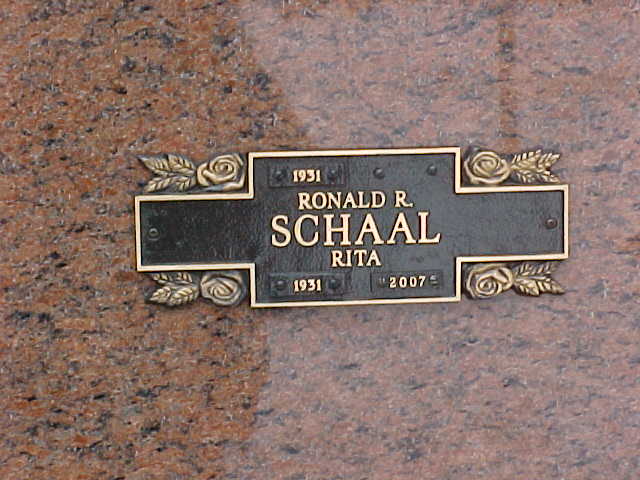 1931
RONALD R.
SCHAAL
RITA
1931 2007